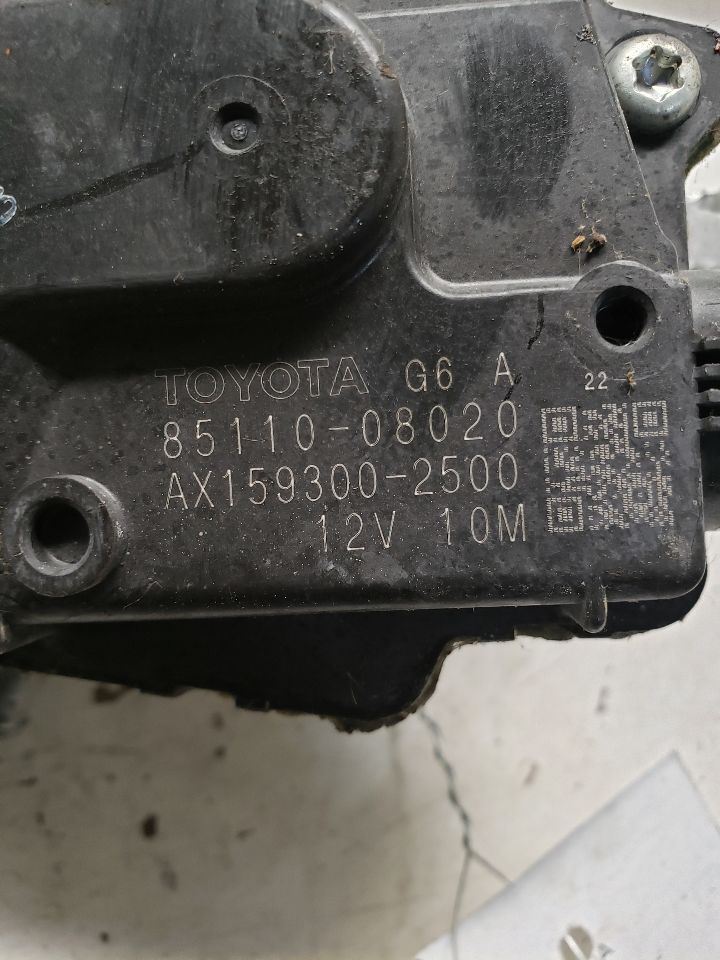 TOYOTA G6 A 22
85110-08020
AX159300-2500
12V 10M